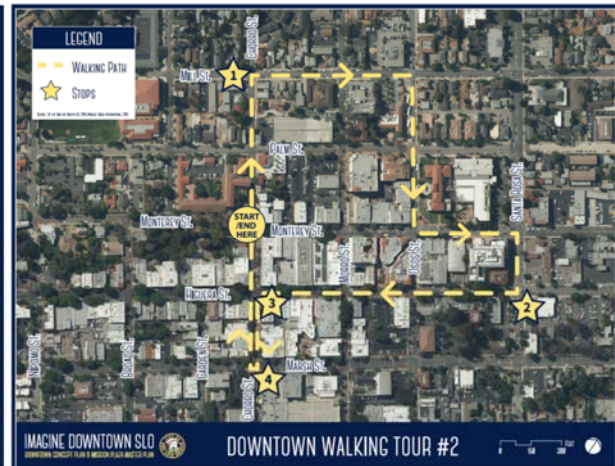 LEGEND
WALKING PATH
STOPS
CHORRO ST.
MILL ST.
1
PALM ST.
SANTA ROSA ST.
MONTEREY ST.
START
/END
HERE
MONTEREY ST.
MORRO ST.
OSOS ST.
HIGUERA ST.
3
2
NIPOMO ST.
BROAD ST.
GARDEN ST.
CHORRO ST.
MARSH ST.
4
IMAGINE DOWNTOWN SLO
DOWNTOWN CONCEPT PLAN & MISSION PLAZA MASTER PLAN
DOWNTOWN WALKING TOUR #2